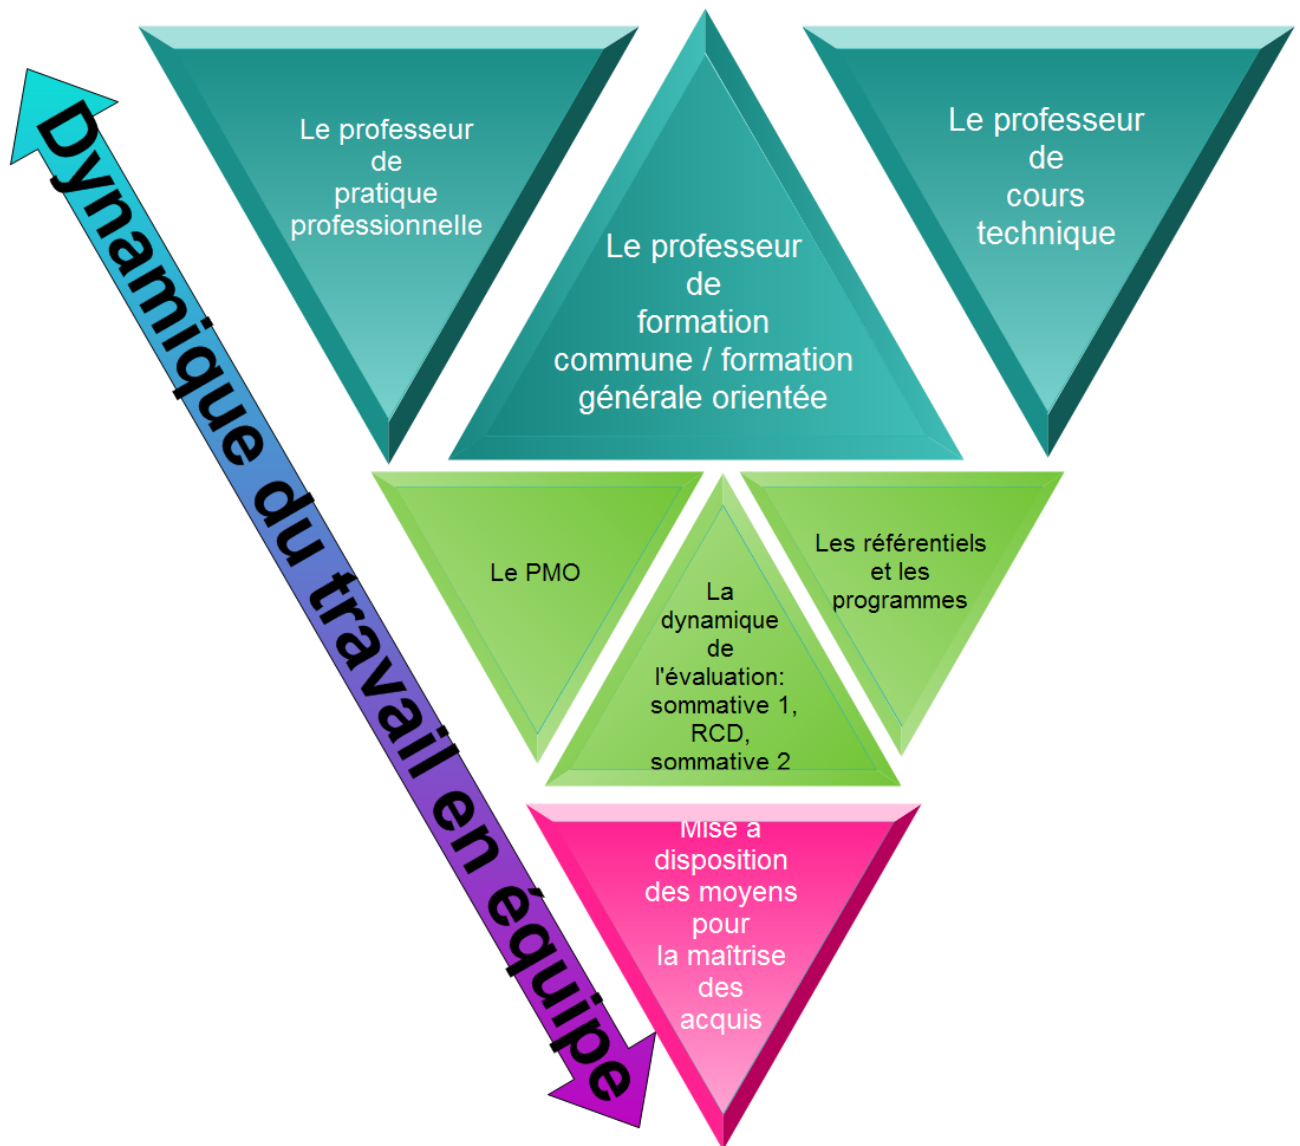 Dynamique du travail en équipe
Le professeur
de
pratique
professionnelle
Le professeur
de
formation
commune / formation
générale orientée
Le professeur
de
cours
technique
Le PMO
La
dynamique
de
l'évaluation:
sommative 1,
RCD,
sommative 2
Les référentiels
et les
programmes
Mise à
disposition
des moyens
pour
la maîtrise
des
acquis